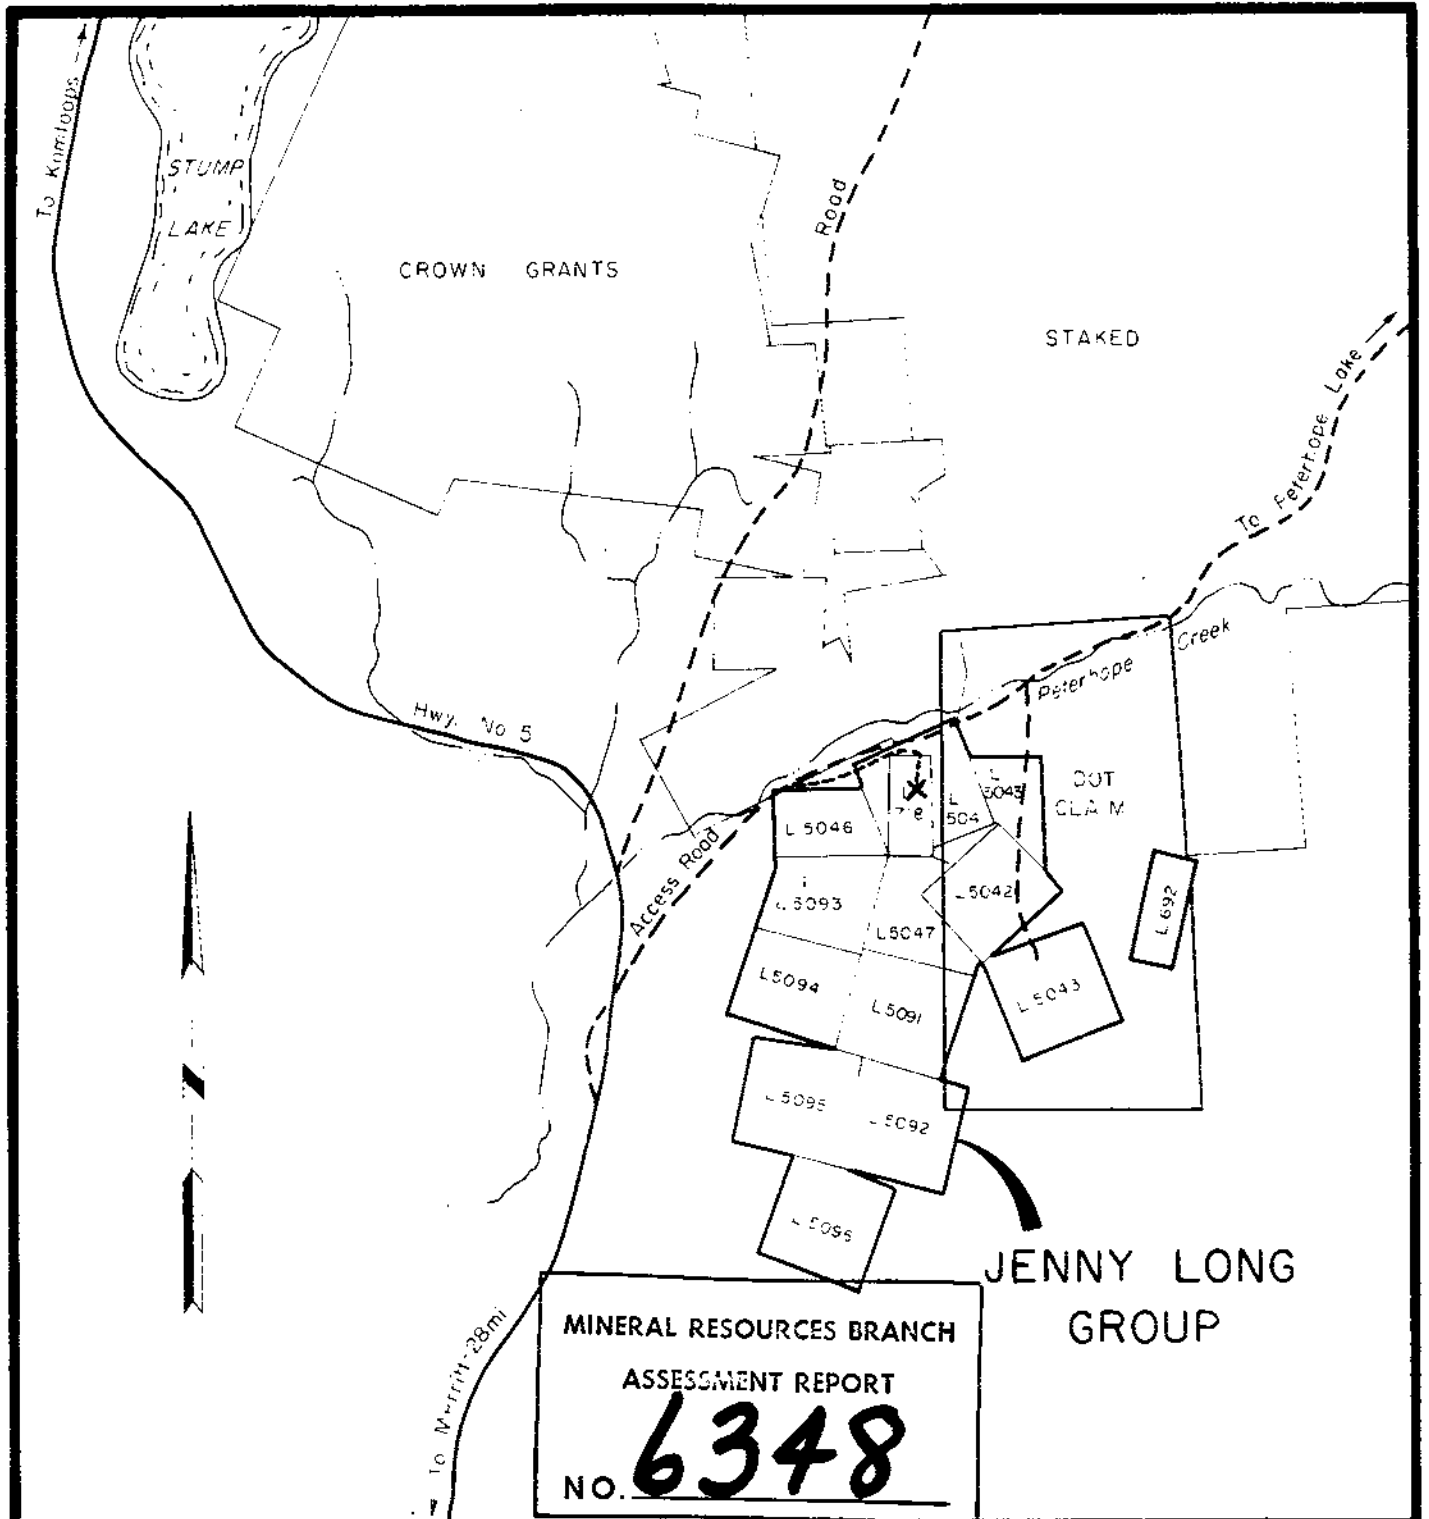 To Kamloops
STUMP
LAKE
CROWN GRANTS
Road
STAKED
To Peterhope Lake
Peterhope Creek
Hwy. No 5
Access Road
DOT
CLAIM
L 5046
L
L
504
L
5043
L 5093
L 5047
L 5042
L 692
L 5094
L 5091
L 5043
L 5095
L 5092
L 5096
JENNY LONG
GROUP
To Merritt-28mi
MINERAL RESOURCES BRANCH
ASSESSMENT REPORT
NO. 6348